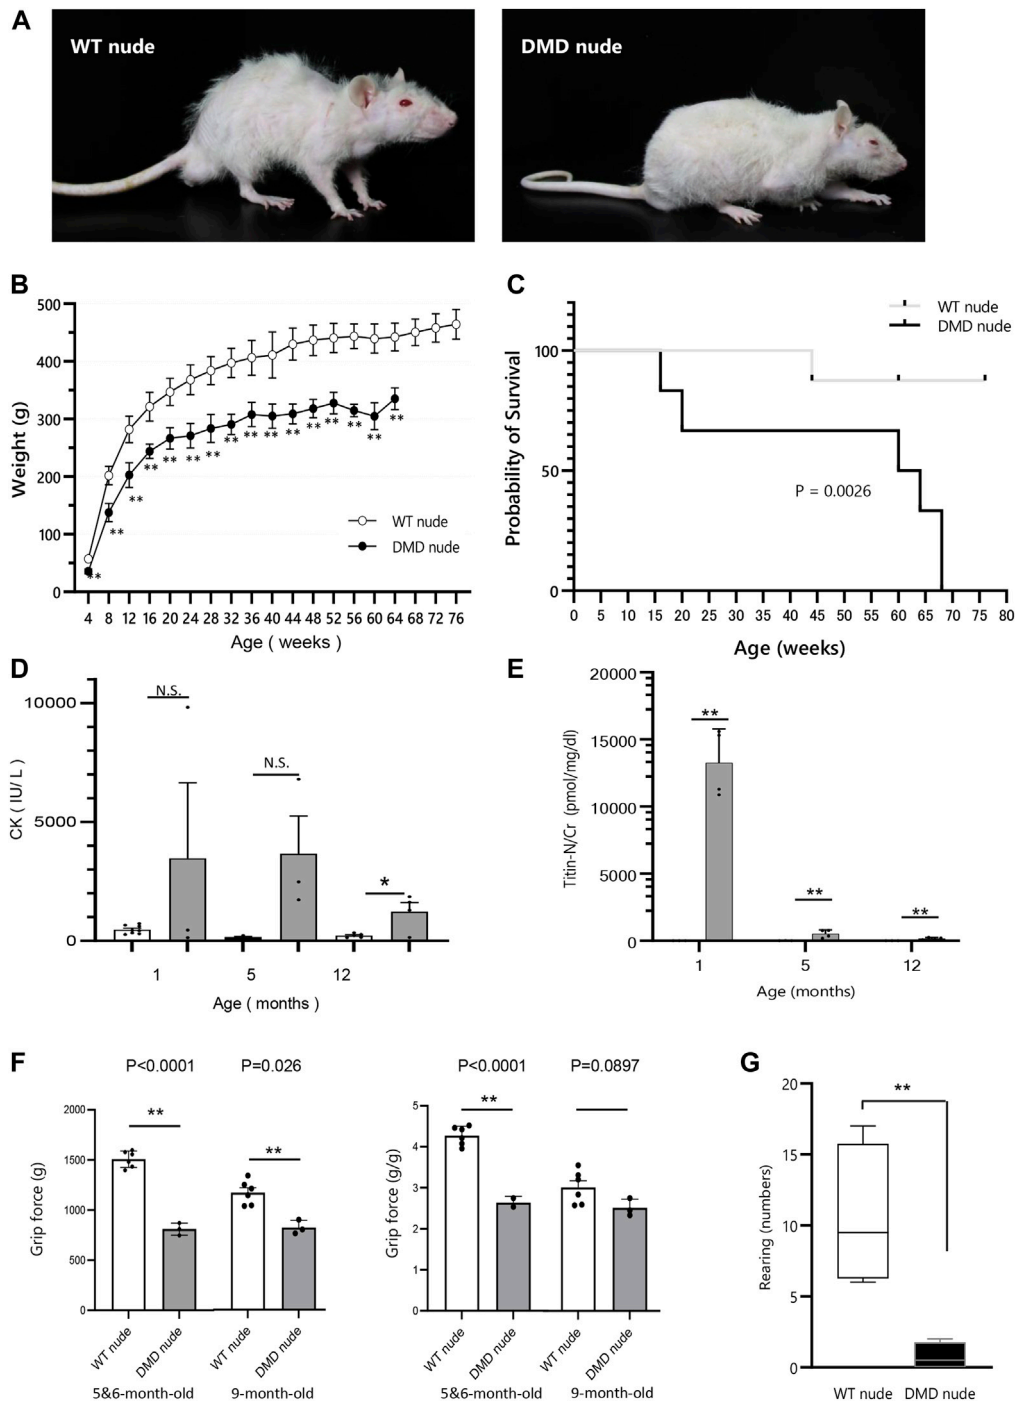 A
WT nude
DMD nude
B
500
400
300
200
100
0
Weight (g)
** ** ** ** ** ** ** ** ** ** ** ** ** ** ** **
WT nude
DMD nude
4 8 12 16 20 24 28 32 36 40 44 48 52 56 60 64 68 72 76
Age ( weeks )
C
WT nude
DMD nude
100
50
0
Probability of Survival
P = 0.0026
0 5 10 15 20 25 30 35 40 45 50 55 60 65 70 75 80
Age (weeks)
D
10000
5000
0
CK ( IU/ L )
N.S.
N.S.
*
1 5 12
Age ( months )
E
20000
15000
10000
5000
0
Titin-N/Cr (pmol/mg/dl)
**
**
**
1 5 12
Age (months)
F
P<0.0001 P=0.026
2000
1500
1000
500
0
Grip force (g)
**
**
WT nude DMD nude WT nude DMD nude
5&6-month-old 9-month-old
P<0.0001 P=0.0897
5
4
3
2
1
0
Grip force (g/g)
**
WT nude DMD nude WT nude DMD nude
5&6-month-old 9-month-old
G
20
15
10
5
0
Rearing (numbers)
**
WT nude DMD nude